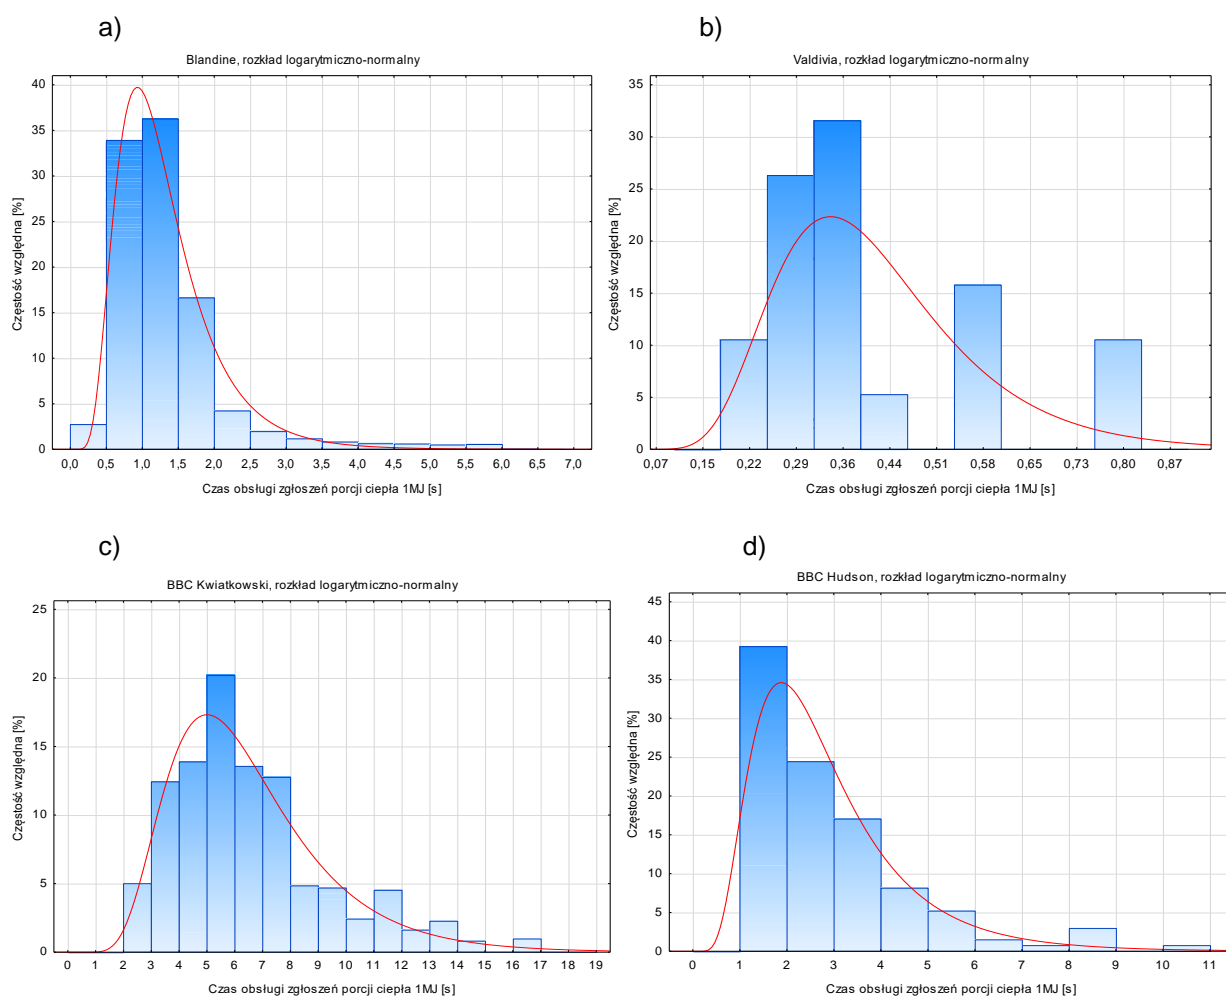 a)
b)
Blandine, rozkład logarytmiczno-normalny
Valdivia, rozkład logarytmiczno-normalny
Częstość względna [%]
40
35
30
25
20
15
10
5
0
0,0 0,5 1,0 1,5 2,0 2,5 3,0 3,5 4,0 4,5 5,0 5,5 6,0 6,5 7,0
Czas obsługi zgłoszeń porcji ciepła 1MJ [s]
Częstość względna [%]
35
30
25
20
15
10
5
0
0,07 0,15 0,22 0,29 0,36 0,44 0,51 0,58 0,65 0,73 0,80 0,87
Czas obsługi zgłoszeń porcji ciepła 1MJ [s]
c)
d)
BBC Kwiatkowski, rozkład logarytmiczno-normalny
BBC Hudson, rozkład logarytmiczno-normalny
Częstość względna [%]
25
20
15
10
5
0
0 1 2 3 4 5 6 7 8 9 10 11 12 13 14 15 16 17 18 19
Czas obsługi zgłoszeń porcji ciepła 1MJ [s]
Częstość względna [%]
45
40
35
30
25
20
15
10
5
0
0 1 2 3 4 5 6 7 8 9 10 11
Czas obsługi zgłoszeń porcji ciepła 1MJ [s]